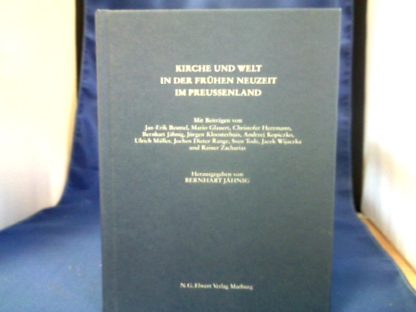 KIRCHE UND WELT
IN DER FRÜHEN NEUZEIT
IM PREUSSENLAND
Mit Beiträgen von
Jan-Erik Beuttel, Mario Glauert, Christofer Herrmann,
Bernhart Jähnig, Jürgen Kloosterhuis, Andrzej Kopiczko,
Ulrich Müller, Jochen Dieter Range, Sven Tode, Jacek Wijaczka
und Rainer Zacharias
Herausgegeben von
BERNHART JÄHNIG
N. G. Elwert Verlag Marburg